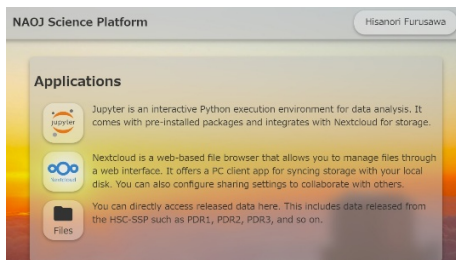 NAOJ Science Platform
Hisanori Furusawa
Applications
jupyter
Jupyter is an interactive Python execution environment for data analysis. It
comes with pre-installed packages and integrates with Nextcloud for storage.
Nextcloud
Nextcloud is a web-based file browser that allows you to manage files through
a web interface. It offers a PC client app for syncing storage with your local
disk. You can also configure sharing settings to collaborate with others.
Files
You can directly access released data here. This includes data released from
the HSC-SSP such as PDR1, PDR2, PDR3, and so on.